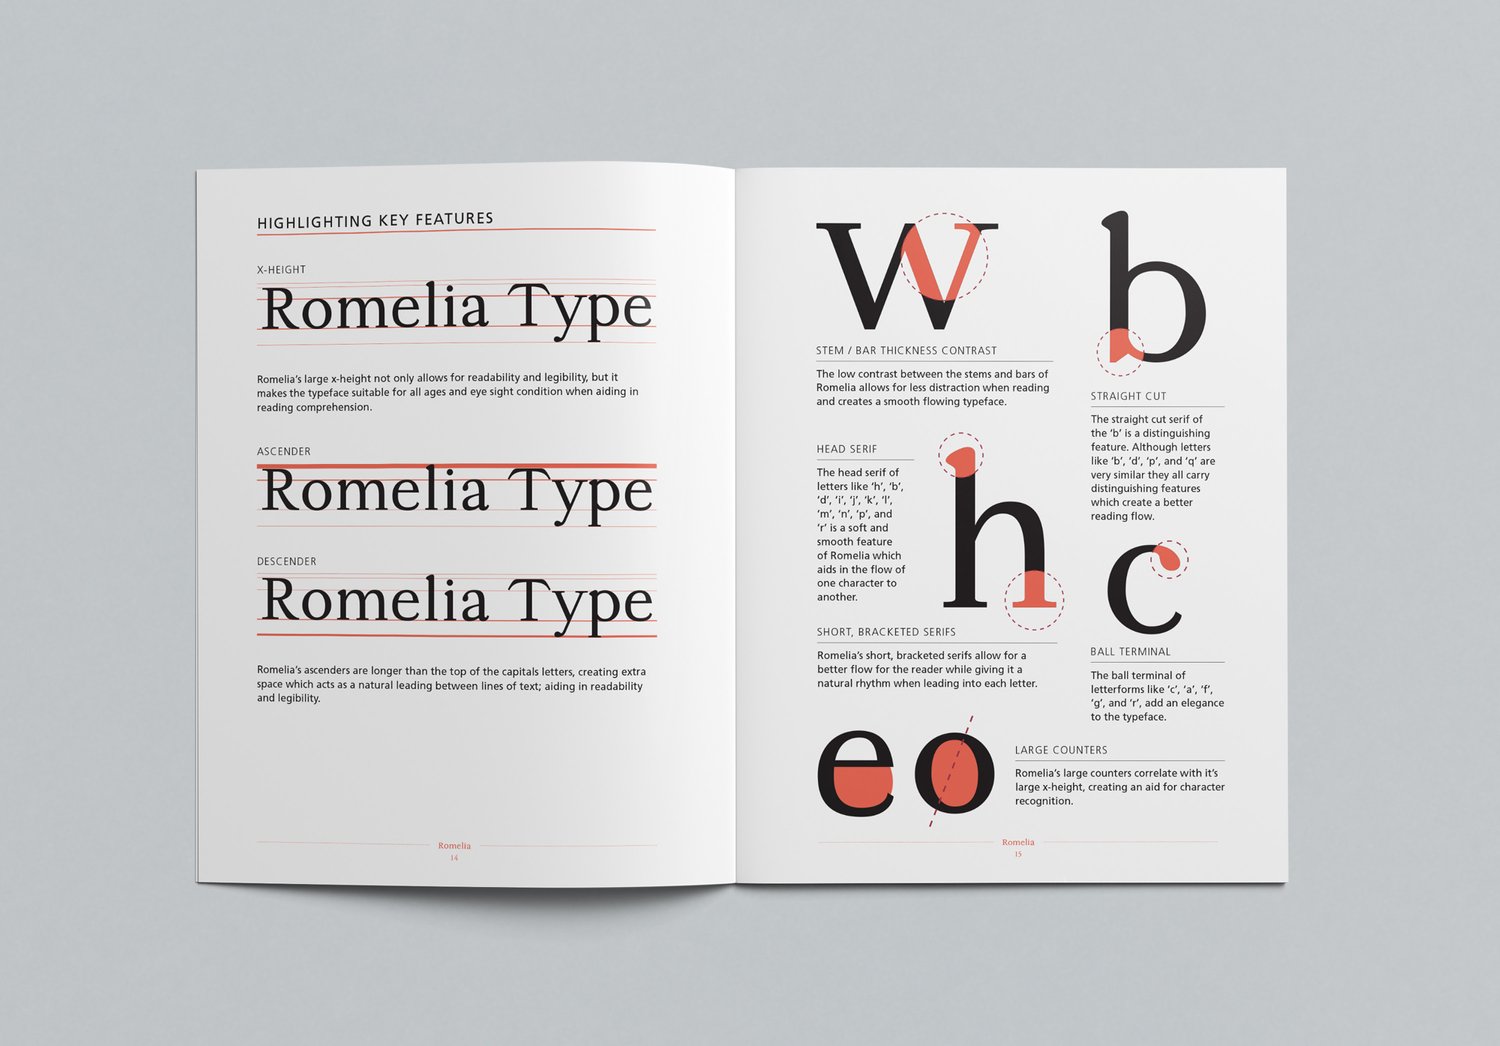 HIGHLIGHTING KEY FEATURES
X-HEIGHT
Romelia Type
Romelia's large x-height not only allows for readability and legibility, but it
makes the typeface suitable for all ages and eye sight condition when aiding in
reading comprehension.
ASCENDER
Romelia Type
DESCENDER
Romelia Type
Romelia's ascenders are longer than the top of the capitals letters, creating extra
space which acts as a natural leading between lines of text; aiding in readability
and legibility.
Romelia
14
w
STEM / BAR THICKNESS CONTRAST
The low contrast between the stems and bars of
Romelia allows for less distraction when reading
and creates a smooth flowing typeface.
b
STRAIGHT CUT
The straight cut serif of
the ‘b’ is a distinguishing
feature. Although letters
like ‘b’, ‘d’, ‘p’, and ‘q’ are
very similar they all carry
distinguishing features
which create a better
reading flow.
HEAD SERIF
The head serif of
letters like ‘h’, ‘b’,
‘d’, ‘i’, ‘j’, ‘k’, ‘l’,
‘m’, ‘n’, ‘p’, and
‘r’ is a soft and
smooth feature
of Romelia which
aids in the flow of
one character to
another.
h
SHORT, BRACKETED SERIFS
Romelia's short, bracketed serifs allow for a
better flow for the reader while giving it a
natural rhythm when leading into each letter.
c
BALL TERMINAL
The ball terminal of
letterforms like ‘c’, ‘a’, ‘f’,
‘g’, and ‘r’, add an elegance
to the typeface.
eo
LARGE COUNTERS
Romelia's large counters correlate with it's
large x-height, creating an aid for character
recognition.
Romelia
15